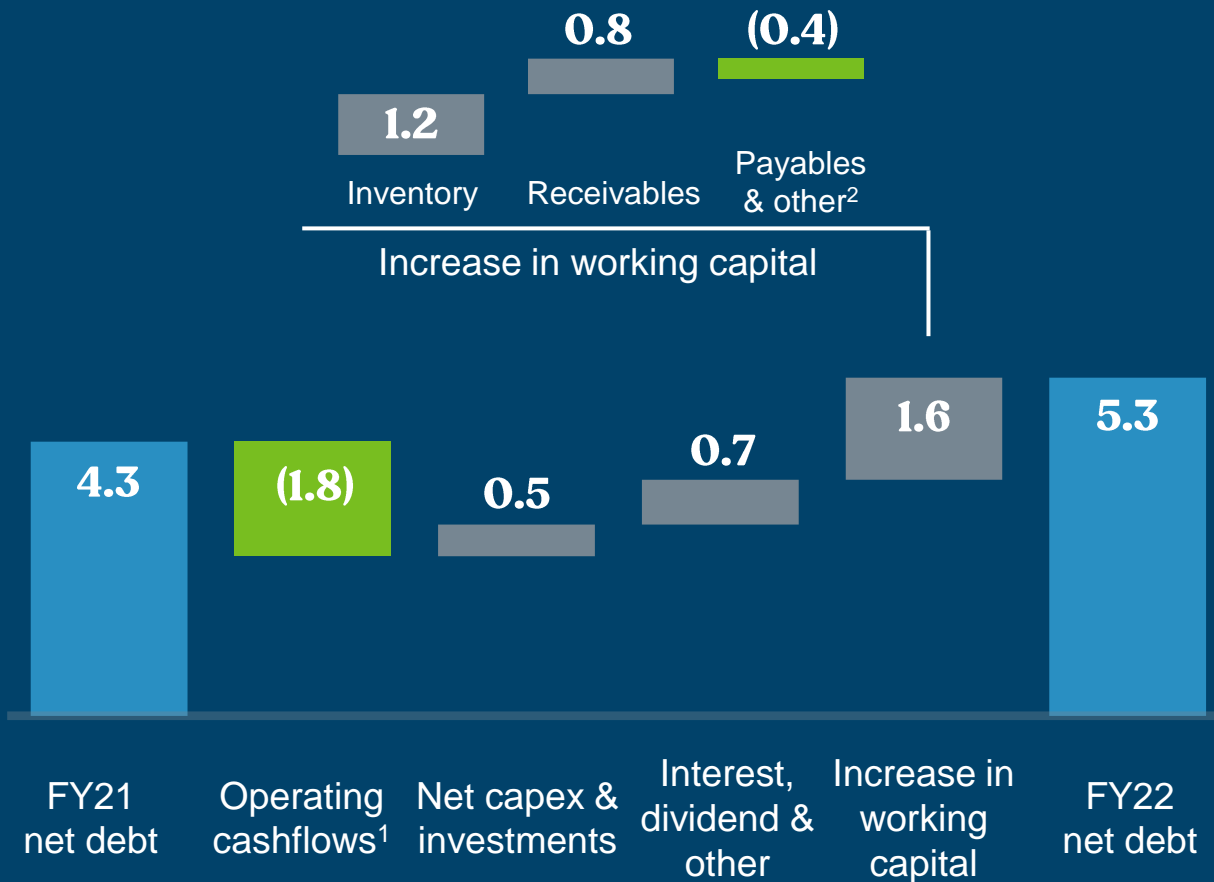 0.8
(0.4)
1.2
Inventory
Receivables
Payables
& other²
Increase in working capital
4.3
(1.8)
0.5
0.7
1.6
5.3
FY21
net debt
Operating
cashflows¹
Net capex &
investments
Interest,
dividend &
other
Increase in
working
capital
FY22
net debt